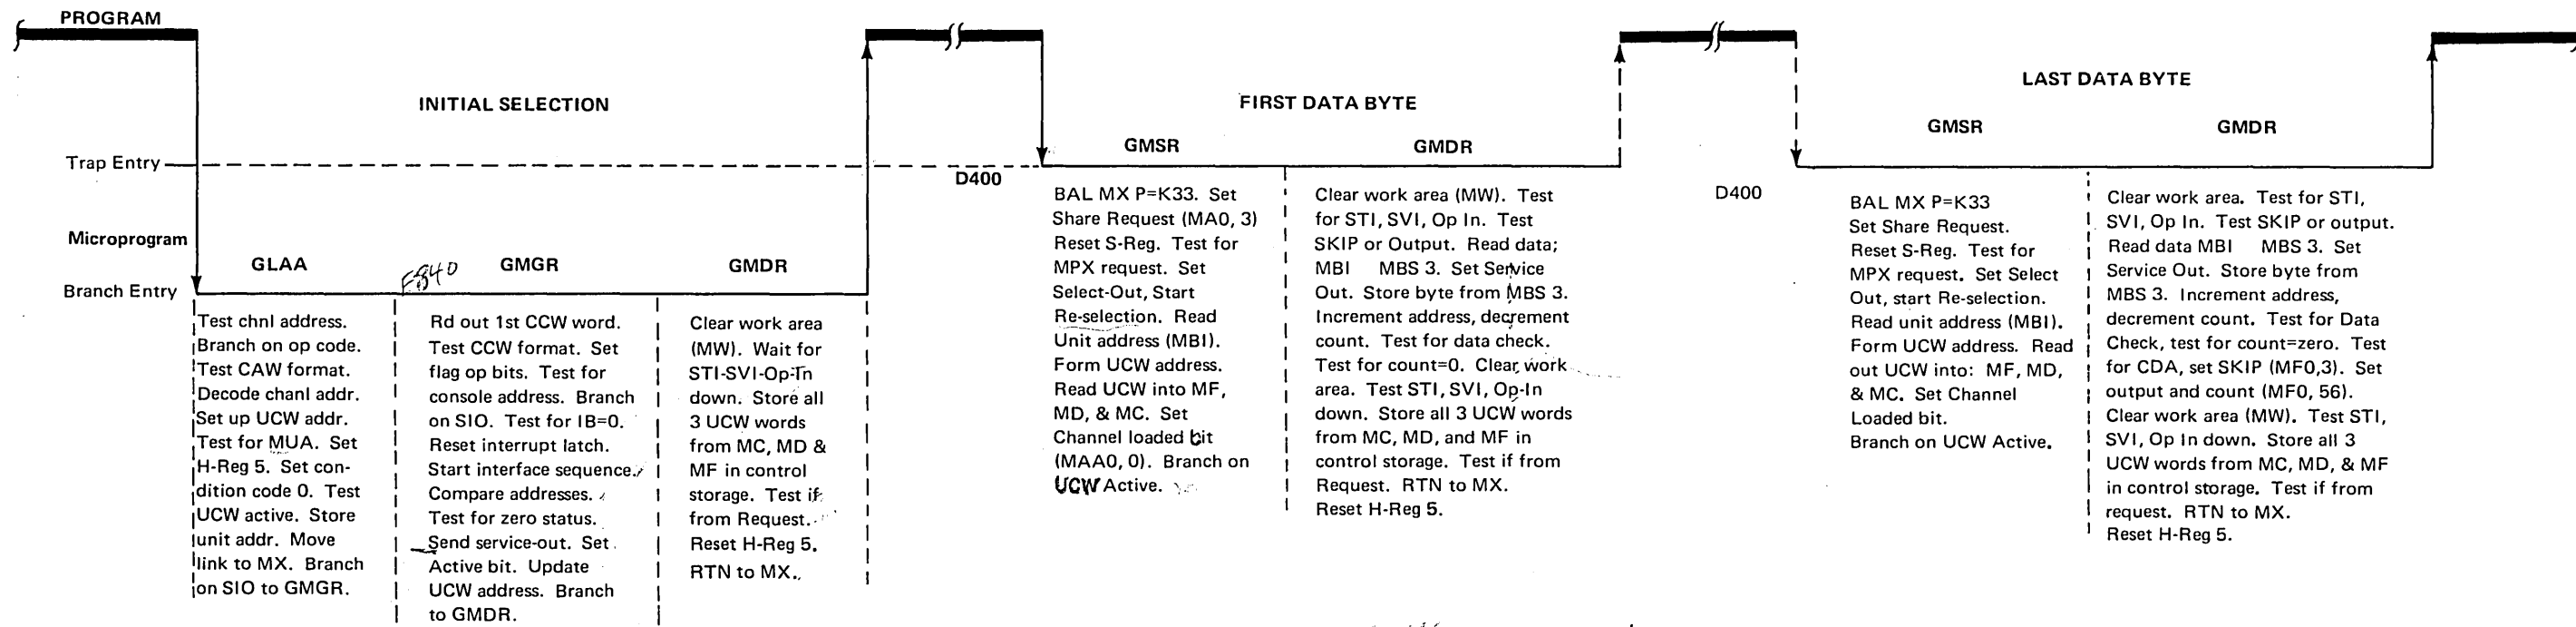 PROGRAM
INITIAL SELECTION
FIRST DATA BYTE
LAST DATA BYTE
GMSR
GMDR
GMSR
GMDR
Trap Entry
D400
D400
Microprogram
GLAA
E840
GMGR
GMDR
Branch Entry
Test chnl address.
Branch on op code.
Test CAW format.
Decode chanl addr.
Set up UCW addr.
Test for MUA. Set
H-Reg 5. Set con-
dition code 0. Test
UCW active. Store
unit addr. Move
link to MX. Branch
on SIO to GMGR.
Rd out 1st CCW word.
Test CCW format. Set
flag op bits. Test for
console address. Branch
on SIO. Test for IB=0.
Reset interrupt latch.
Start interface sequence.
Compare addresses.
Test for zero status.
Send service-out. Set
Active bit. Update
UCW address. Branch
to GMDR.
Clear work area
(MW). Wait for
STI-SVI-Op-In
down. Store all
3 UCW words
from MC, MD &
MF in control
storage. Test if
from Request.
Reset H-Reg 5.
RTN to MX.
BAL MX P=K33. Set
Share Request (MA0, 3)
Reset S-Reg. Test for
MPX request. Set
Select-Out, Start
Re-selection. Read
Unit address (MBI).
Form UCW address.
Read UCW into MF,
MD, & MC. Set
Channel loaded bit
(MAA0, 0). Branch on
UCW Active.
Clear work area (MW). Test
for STI, SVI, Op In. Test
SKIP or Output. Read data;
MBI MBS 3. Set Service
Out. Store byte from MBS 3.
Increment address, decrement
count. Test for data check.
Test for count=0. Clear work
area. Test STI, SVI, Op-In
down. Store all 3 UCW words
from MC, MD, and MF in
control storage. Test if from
Request. RTN to MX.
Reset H-Reg 5.
BAL MX P=K33
Set Share Request.
Reset S-Reg. Test for
MPX request. Set Select
Out, start Re-selection.
Read unit address (MBI).
Form UCW address. Read
out UCW into: MF, MD,
& MC. Set Channel
Loaded bit.
Branch on UCW Active.
Clear work area. Test for STI,
SVI, Op In. Test SKIP or output.
Read data MBI MBS 3. Set
Service Out. Store byte from
MBS 3. Increment address,
decrement count. Test for Data
Check, test for count=zero. Test
for CDA, set SKIP (MF0,3). Set
output and count (MF0, 56).
Clear work area (MW). Test STI,
SVI, Op In down. Store all 3
UCW words from MC, MD, & MF
in control storage. Test if from
request. RTN to MX.
Reset H-Reg 5.